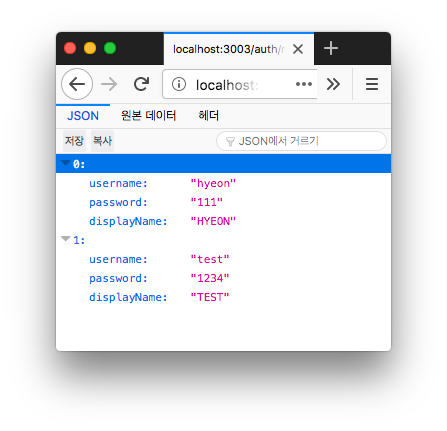 localhost:3003/auth/
localhost:
JSON 원본 데이터 헤더
저장 복사 JSON에서 거르기
0:
username: "hyeon"
password: "111"
displayName: "HYEON"
1:
username: "test"
password: "1234"
displayName: "TEST"